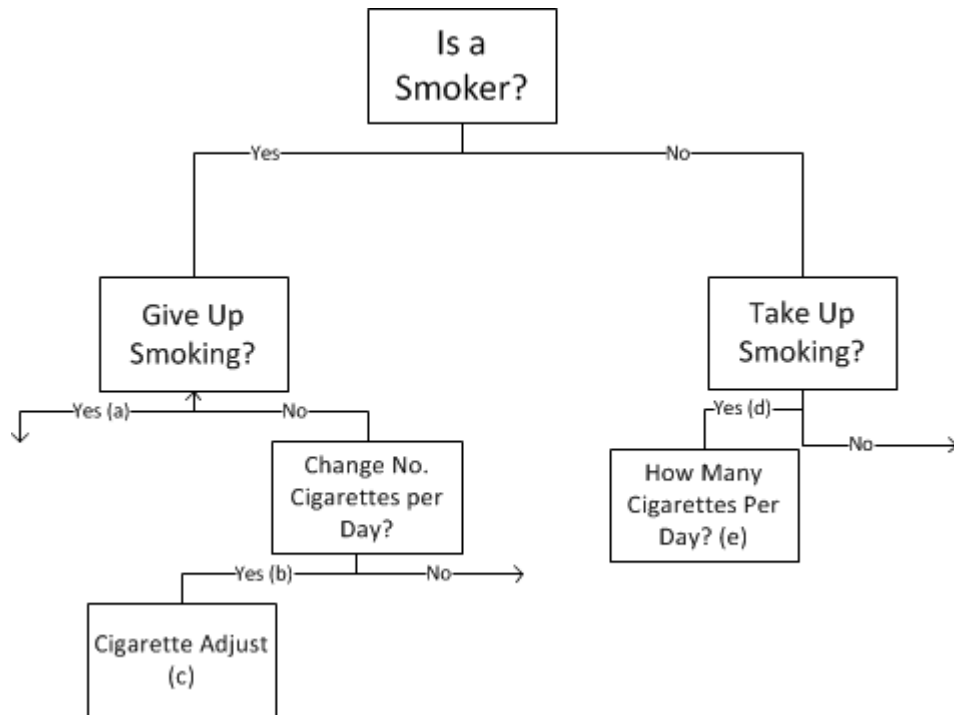 Is a
Smoker?
Yes
No
Give Up
Smoking?
Take Up
Smoking?
Yes (a)
No
Yes (d)
No
Change No.
Cigarettes per
Day?
How Many
Cigarettes Per
Day? (e)
Yes (b)
No
Cigarette Adjust
(c)